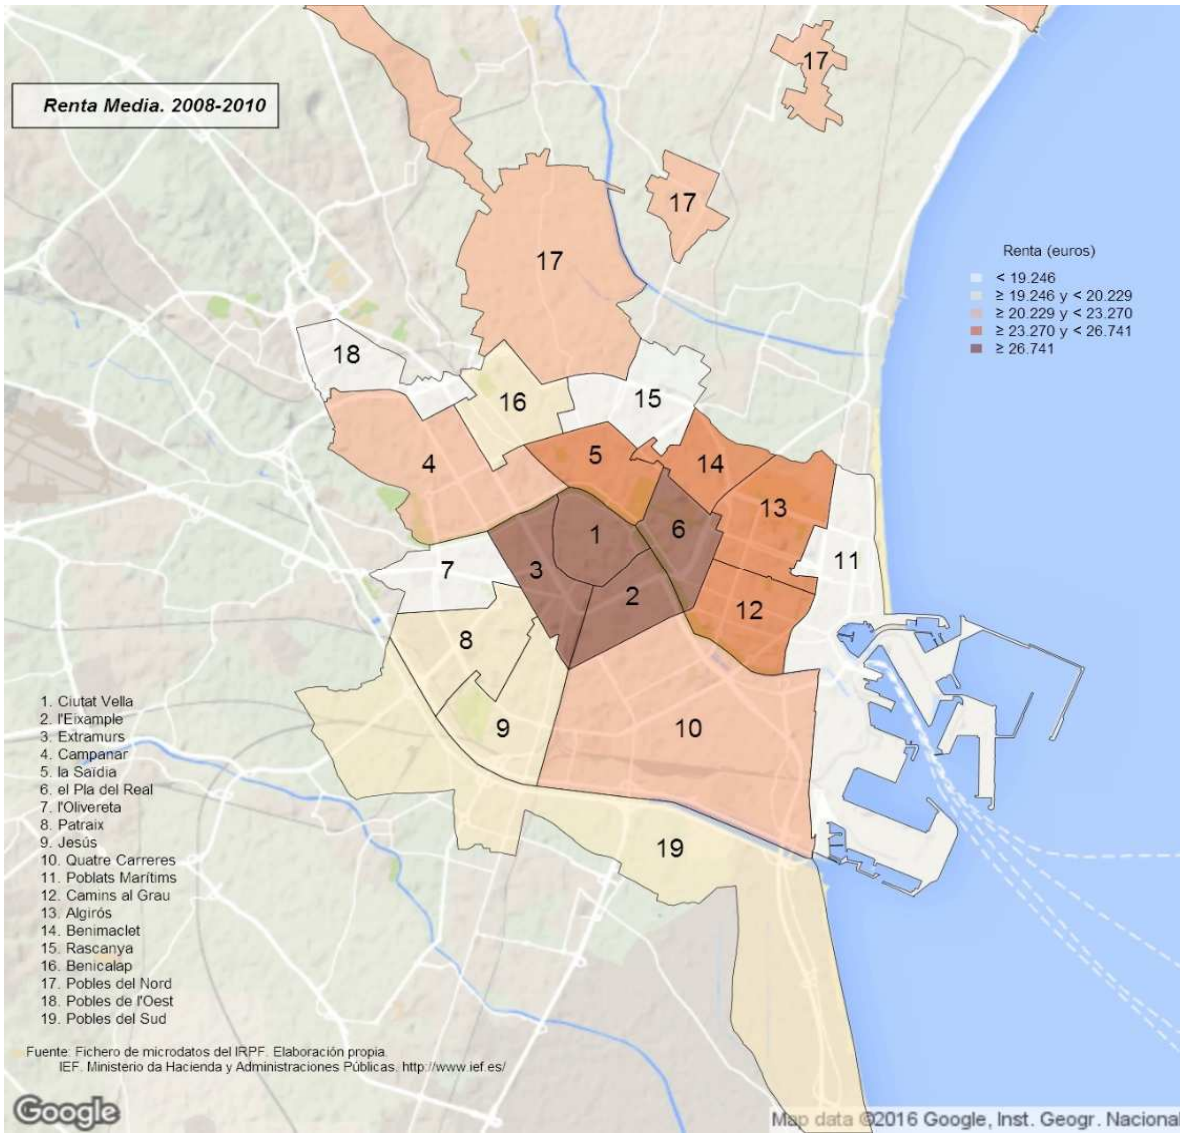 Renta Media. 2008-2010
17
17
17
Renta (euros)
< 19.246
≥ 19.246 y < 20.229
≥ 20.229 y < 23.270
≥ 23.270 y < 26.741
≥ 26.741
18
16
15
4
5
14
13
6
1
3
2
7
11
12
8
9
10
19
1. Ciutat Vella
2. l'Eixample
3. Extramurs
4. Campanar
5. la Saïdia
6. el Pla del Real
7. l'Olivereta
8. Patraix
9. Jesús
10. Quatre Carreres
11. Poblats Marítims
12. Camins al Grau
13. Algirós
14. Benimaclet
15. Rascanya
16. Benicalap
17. Pobles del Nord
18. Pobles de l'Oest
19. Pobles del Sud
Fuente: Fichero de microdatos del IRPF. Elaboración propia.
IEF. Ministerio da Hacienda y Administraciones Públicas. http://www.ief.es/
Google
Map data ©2016 Google, Inst. Geogr. Nacional